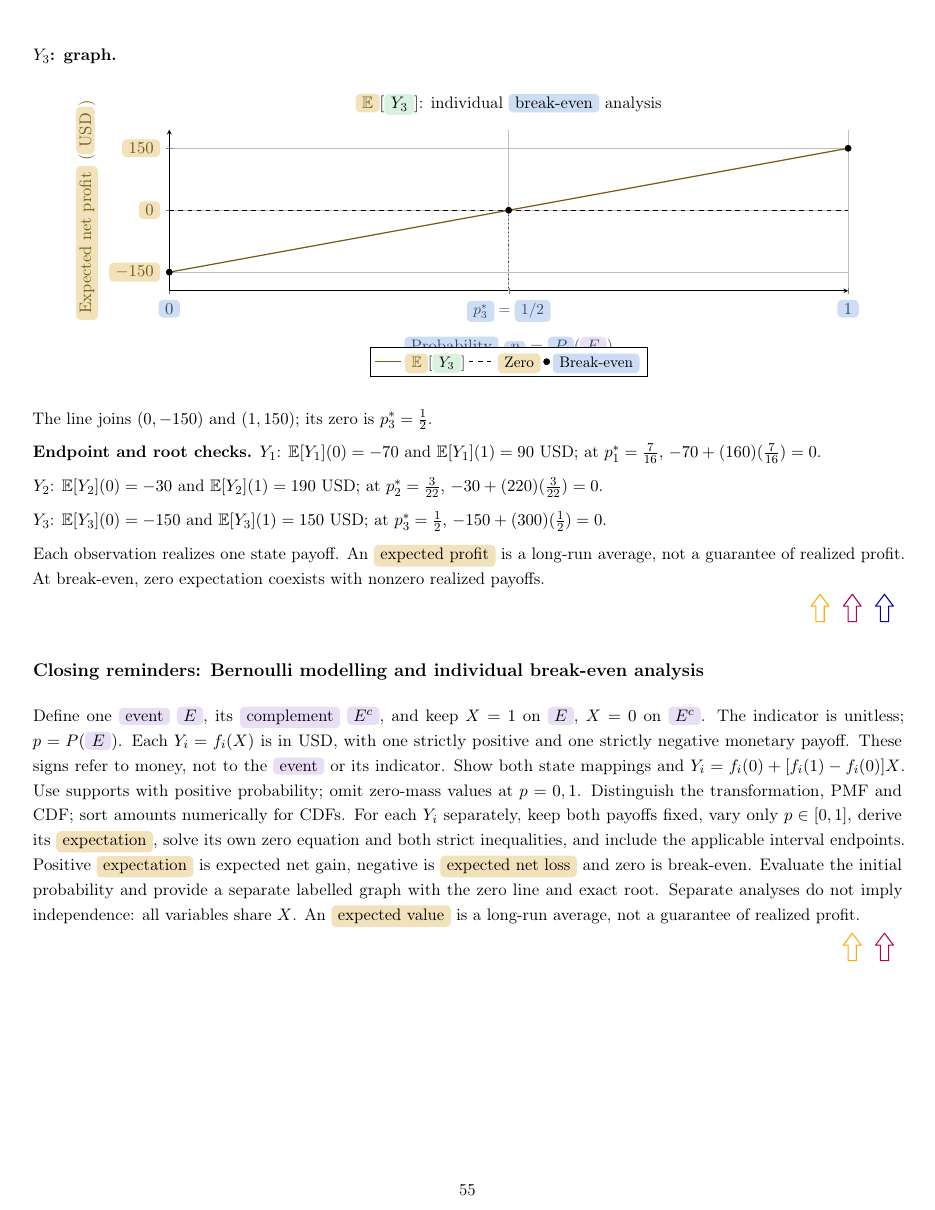 Y₃: graph.
𝔼[Y₃]: individual break-even analysis
Expected net profit (USD)
150
0
−150
0
p₃* = 1/2
1
Probability p = P(E)
𝔼[Y₃] Zero Break-even
The line joins (0, −150) and (1, 150); its zero is p₃* = 1/2.
Endpoint and root checks. Y₁: 𝔼[Y₁](0) = −70 and 𝔼[Y₁](1) = 90 USD; at p₁* = 7/16, −70 + (160)(7/16) = 0.
Y₂: 𝔼[Y₂](0) = −30 and 𝔼[Y₂](1) = 190 USD; at p₂* = 3/22, −30 + (220)(3/22) = 0.
Y₃: 𝔼[Y₃](0) = −150 and 𝔼[Y₃](1) = 150 USD; at p₃* = 1/2, −150 + (300)(1/2) = 0.
Each observation realizes one state payoff. An expected profit is a long-run average, not a guarantee of realized profit.
At break-even, zero expectation coexists with nonzero realized payoffs.
Closing reminders: Bernoulli modelling and individual break-even analysis
Define one event E, its complement Eᶜ, and keep X = 1 on E, X = 0 on Eᶜ. The indicator is unitless;
p = P(E). Each Yᵢ = fᵢ(X) is in USD, with one strictly positive and one strictly negative monetary payoff. These
signs refer to money, not to the event or its indicator. Show both state mappings and Yᵢ = fᵢ(0) + [fᵢ(1) − fᵢ(0)]X.
Use supports with positive probability; omit zero-mass values at p = 0, 1. Distinguish the transformation, PMF and
CDF; sort amounts numerically for CDFs. For each Yᵢ separately, keep both payoffs fixed, vary only p ∈ [0, 1], derive
its expectation, solve its own zero equation and both strict inequalities, and include the applicable interval endpoints.
Positive expectation is expected net gain, negative is expected net loss and zero is break-even. Evaluate the initial
probability and provide a separate labelled graph with the zero line and exact root. Separate analyses do not imply
independence: all variables share X. An expected value is a long-run average, not a guarantee of realized profit.
55